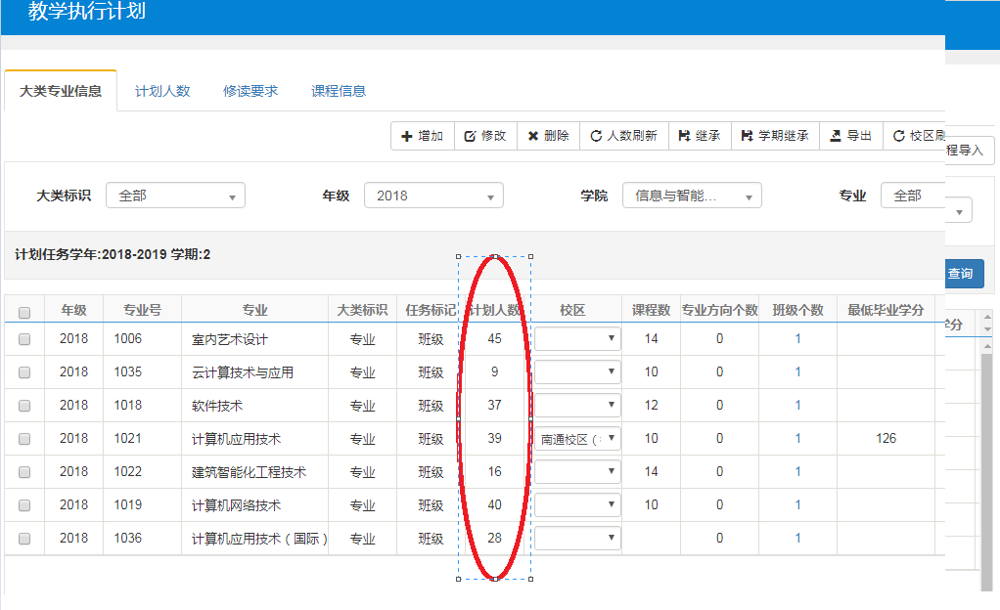 教学执行计划
大类专业信息 计划人数 修读要求 课程信息
增加 修改 删除 人数刷新 继承 学期继承 导出 校区刷
程导入
大类标识 全部 年级 2018 学院 信息与智能... 专业 全部
计划任务学年:2018-2019 学期:2
查询
年级 专业号 专业 大类标识 任务标记 计划人数 校区 课程数 专业方向个数 班级个数 最低毕业学分
学分
2018 1006 室内艺术设计 专业 班级 45 14 0 1
2018 1035 云计算技术与应用 专业 班级 9 10 0 1
2018 1018 软件技术 专业 班级 37 12 0 1
2018 1021 计算机应用技术 专业 班级 39 南通校区（ 10 0 1 126
2018 1022 建筑智能化工程技术 专业 班级 16 14 0 1
2018 1019 计算机网络技术 专业 班级 40 10 0 1
2018 1036 计算机应用技术（国际） 专业 班级 28 0 1